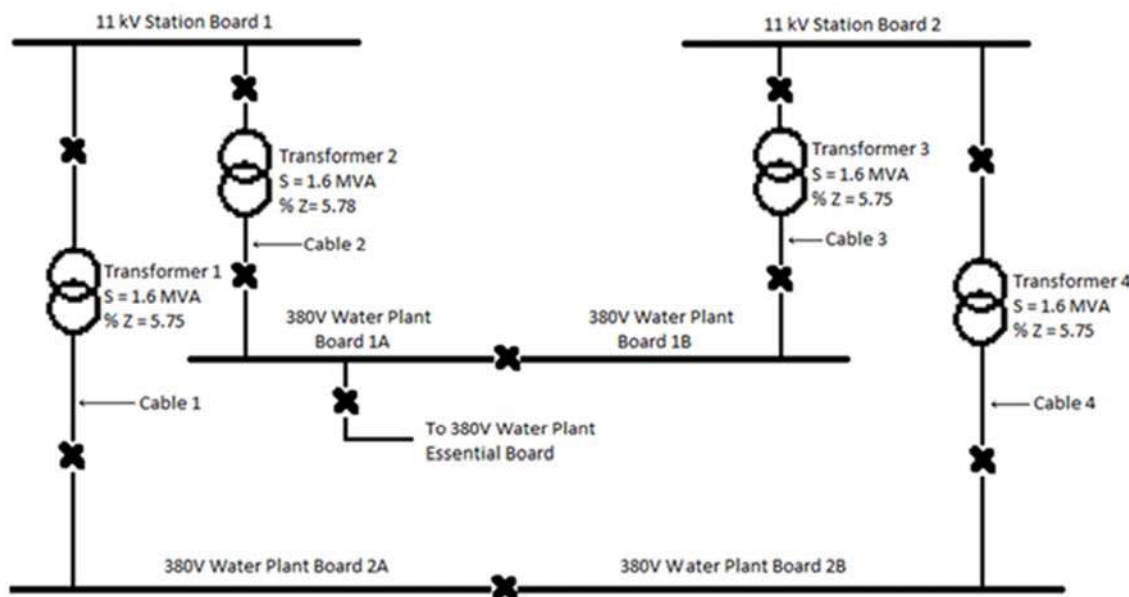 11 kV Station Board 1
11 kV Station Board 2
Transformer 2
S = 1.6 MVA
% Z = 5.78
Transformer 3
S = 1.6 MVA
% Z = 5.75
Cable 2
Cable 3
Transformer 1
S = 1.6 MVA
% Z = 5.75
Transformer 4
S = 1.6 MVA
% Z = 5.75
380V Water Plant
Board 1A
380V Water Plant
Board 1B
Cable 1
Cable 4
To 380V Water Plant
Essential Board
380V Water Plant Board 2A
380V Water Plant Board 2B